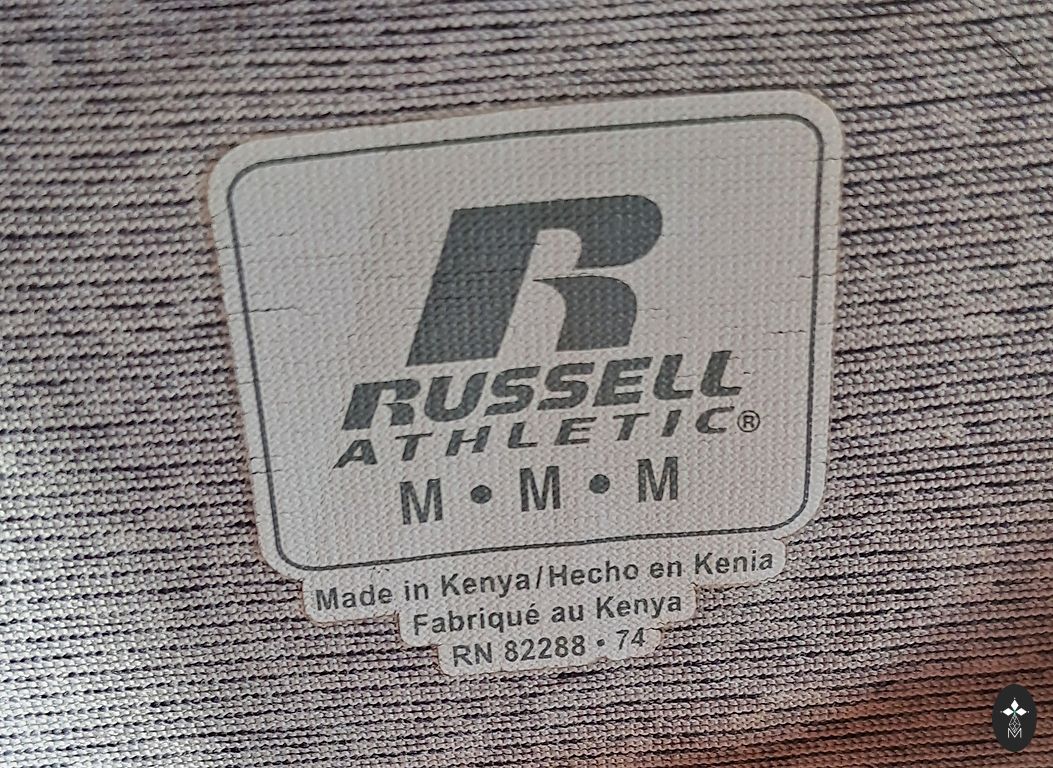 R
RUSSELL
ATHLETIC®
M • M • M
Made in Kenya/Hecho en Kenia
Fabriqué au Kenya
RN 82288 • 74
M